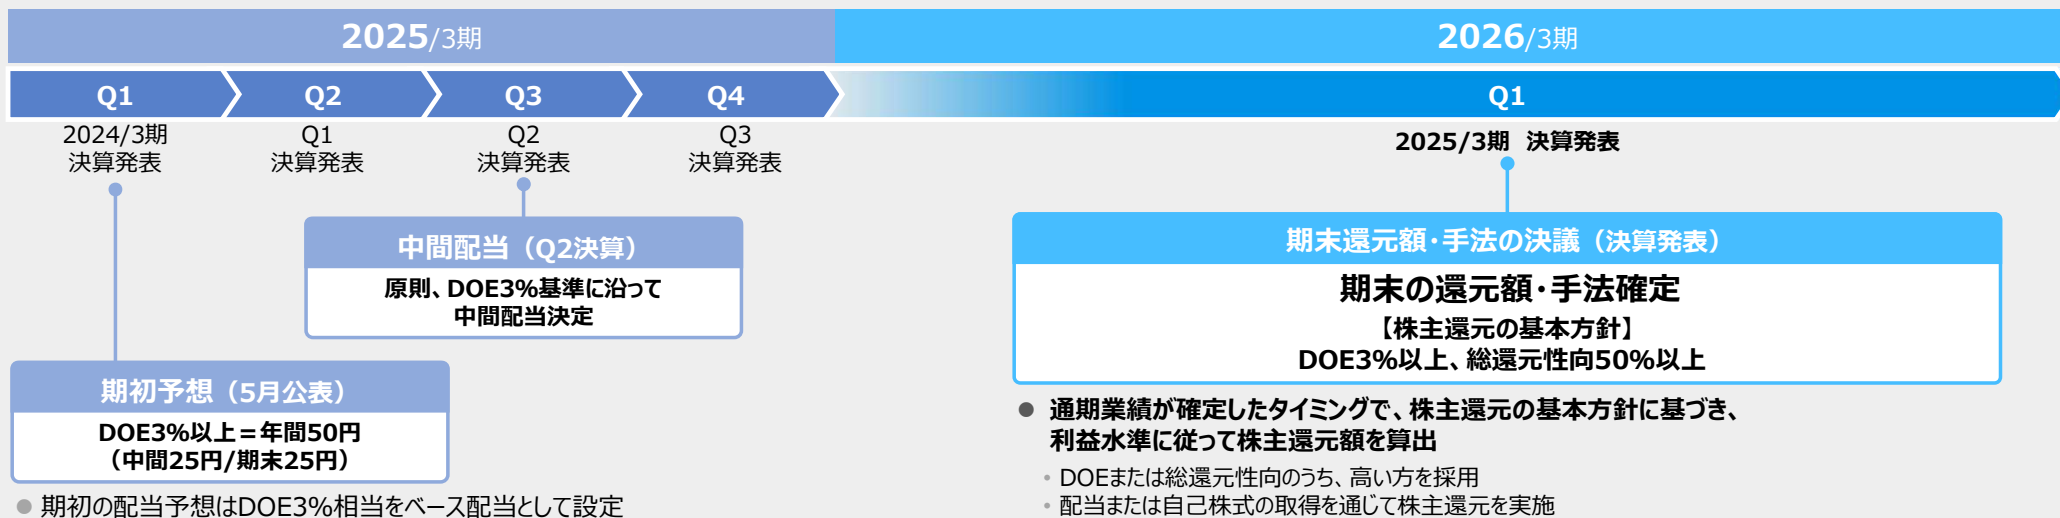 2025/3期
2026/3期
Q1
Q2
Q3
Q4
Q1
2024/3期
決算発表
Q1
決算発表
Q2
決算発表
Q3
決算発表
2025/3期 決算発表
中間配当（Q2決算）
原則、DOE3%基準に沿って
中間配当決定
期初予想（5月公表）
DOE3%以上＝年間50円
（中間25円/期末25円）
● 期初の配当予想はDOE3%相当をベース配当として設定
期末還元額・手法の決議（決算発表）
期末の還元額・手法確定
【株主還元の基本方針】
DOE3%以上、総還元性向50%以上
● 通期業績が確定したタイミングで、株主還元の基本方針に基づき、
利益水準に従って株主還元額を算出
• DOEまたは総還元性向のうち、高い方を採用
• 配当または自己株式の取得を通じて株主還元を実施